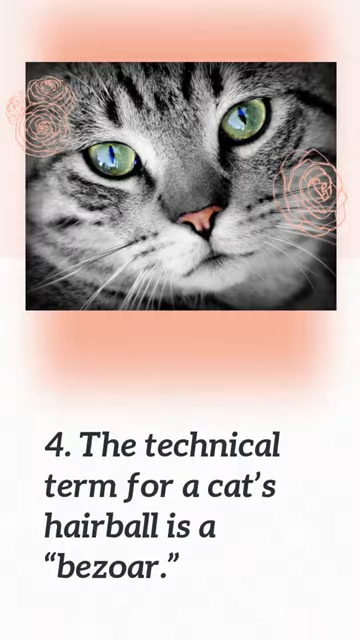 4. The technical
term for a cat’s
hairball is a
“bezoar.”